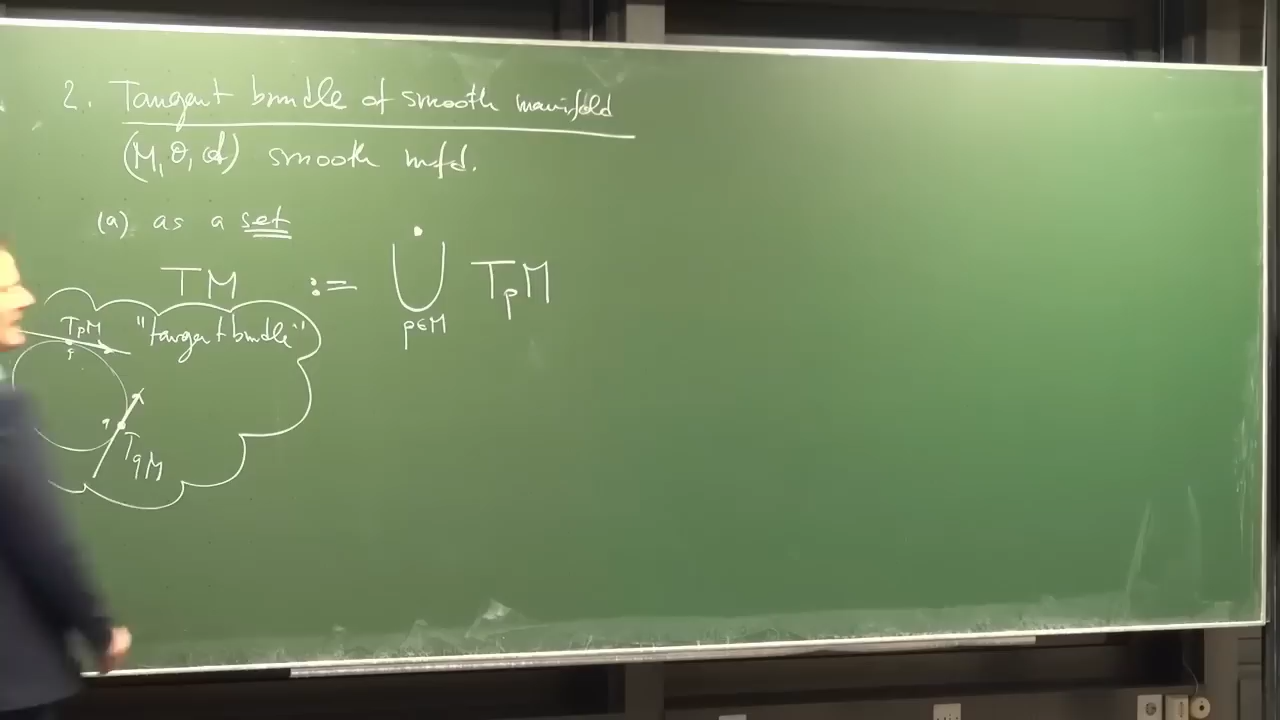 2. Tangent bundle of smooth manifold
(M, O, A) smooth mfd.
(a) as a set
TM := ⋃̇ TpM
p∈M
"tangent bundle"
TpM
p
q
TqM